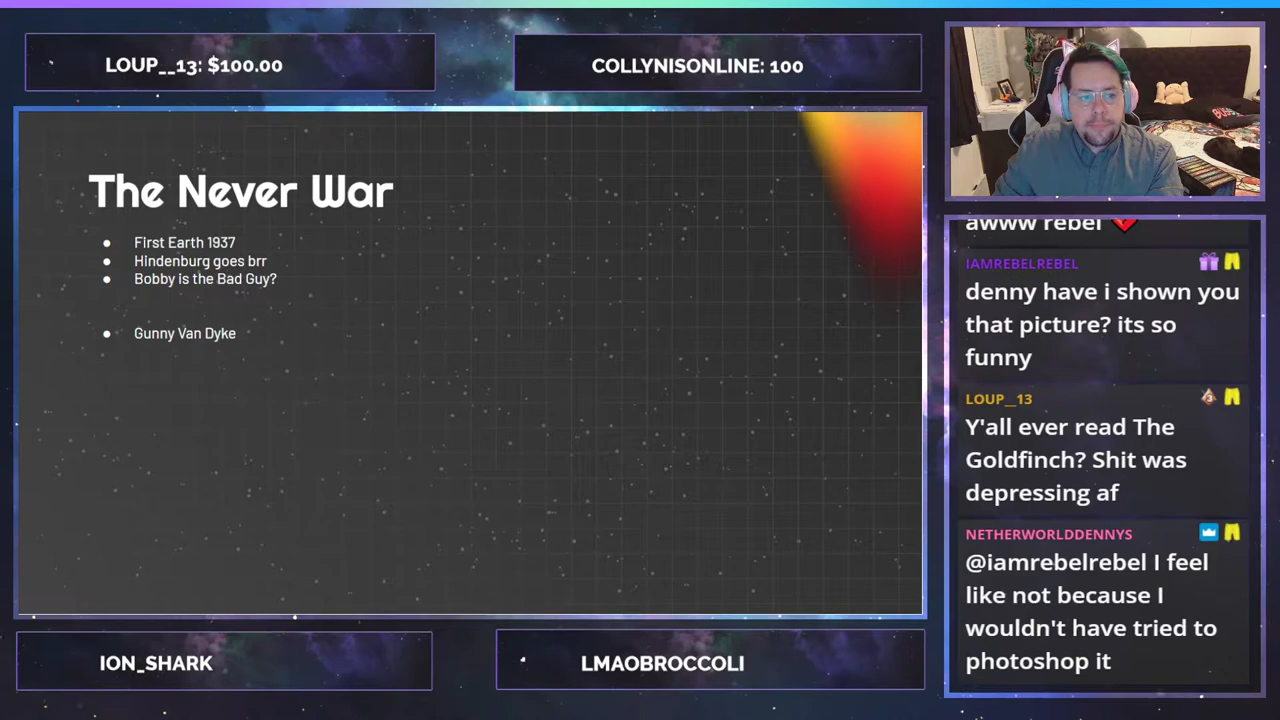 LOUP__13: $100.00
COLLYNISONLINE: 100
The Never War
● First Earth 1937
● Hindenburg goes brr
● Bobby is the Bad Guy?
● Gunny Van Dyke
awww rebel
IAMREBELREBEL
denny have i shown you
that picture? its so
funny
LOUP__13
Y'all ever read The
Goldfinch? Shit was
depressing af
NETHERWORLDDENNYS
@iamrebelrebel I feel
like not because I
wouldn't have tried to
photoshop it
ION_SHARK
LMAOBROCCOLI